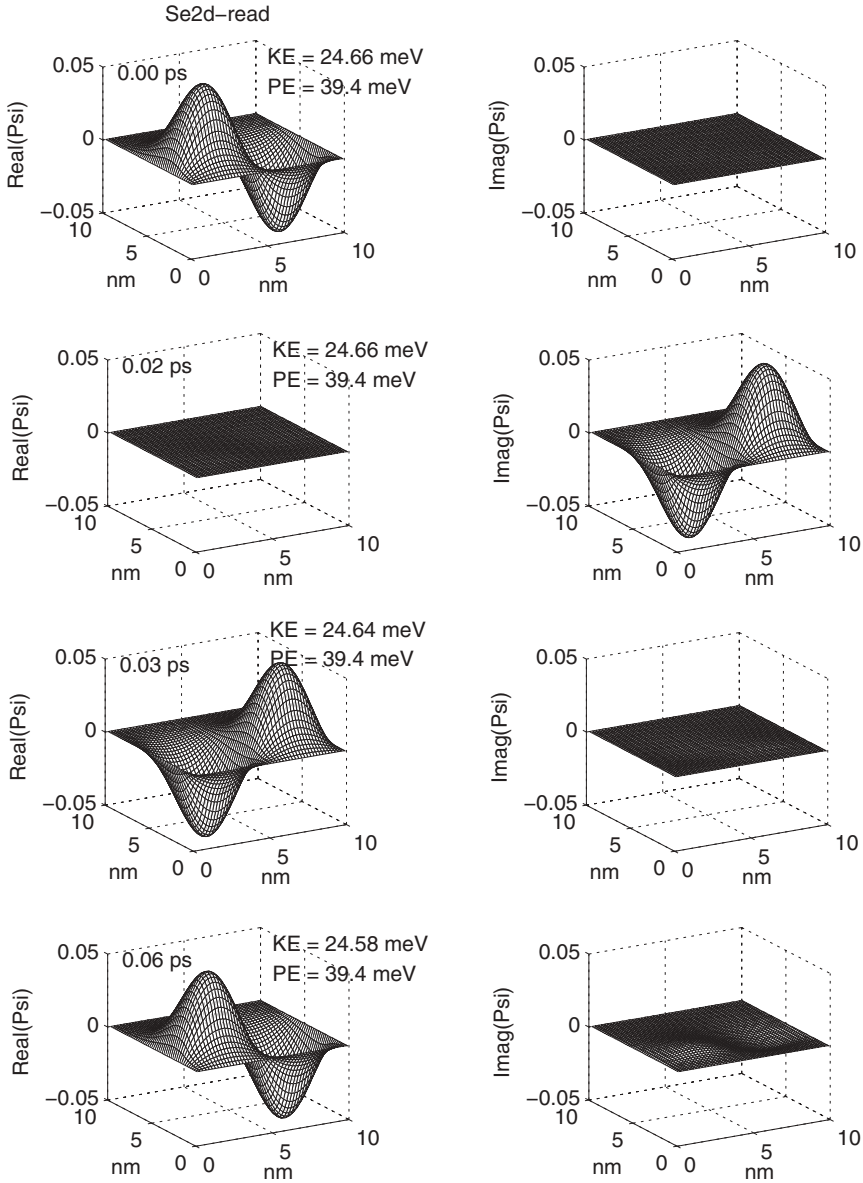 Se2d–read
0.05
0
−0.05
Real(Psi)
0.00 ps
KE = 24.66 meV
PE = 39.4 meV
10
5
0
nm
0
5
10
nm
0.05
0
−0.05
Imag(Psi)
10
5
0
nm
0
5
10
nm
0.05
0
−0.05
Real(Psi)
0.02 ps
KE = 24.66 meV
PE = 39.4 meV
10
5
0
nm
0
5
10
nm
0.05
0
−0.05
Imag(Psi)
10
5
0
nm
0
5
10
nm
0.05
0
−0.05
Real(Psi)
0.03 ps
KE = 24.64 meV
PE = 39.4 meV
10
5
0
nm
0
5
10
nm
0.05
0
−0.05
Imag(Psi)
10
5
0
nm
0
5
10
nm
0.05
0
−0.05
Real(Psi)
0.06 ps
KE = 24.58 meV
PE = 39.4 meV
10
5
0
nm
0
5
10
nm
0.05
0
−0.05
Imag(Psi)
10
5
0
nm
0
5
10
nm